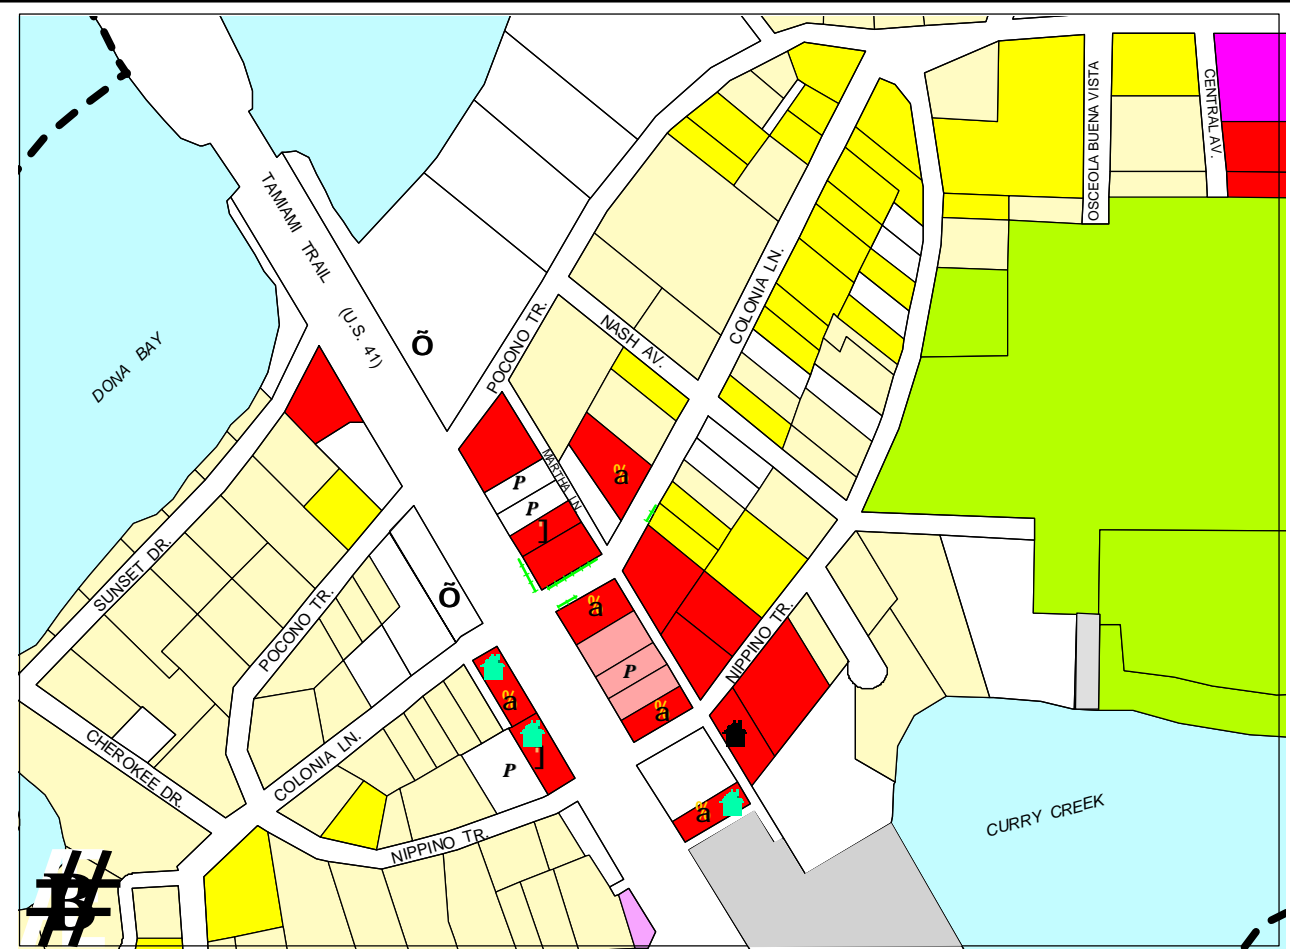 OSCEOLA BUENA VISTA
CENTRAL AV.
TAMIAMI TRAIL
(U.S. 41)
COLONIA LN.
DONA BAY
Õ
POCONO TR.
NASH AV.
MARTHA LN
P
P
]
a
SUNSET DR.
POCONO TR.
Õ
a
P
a
NIPPINO TR.
a
]
P
CHEROKEE DR.
COLONIA LN.
NIPPINO TR.
a
CURRY CREEK
#
B